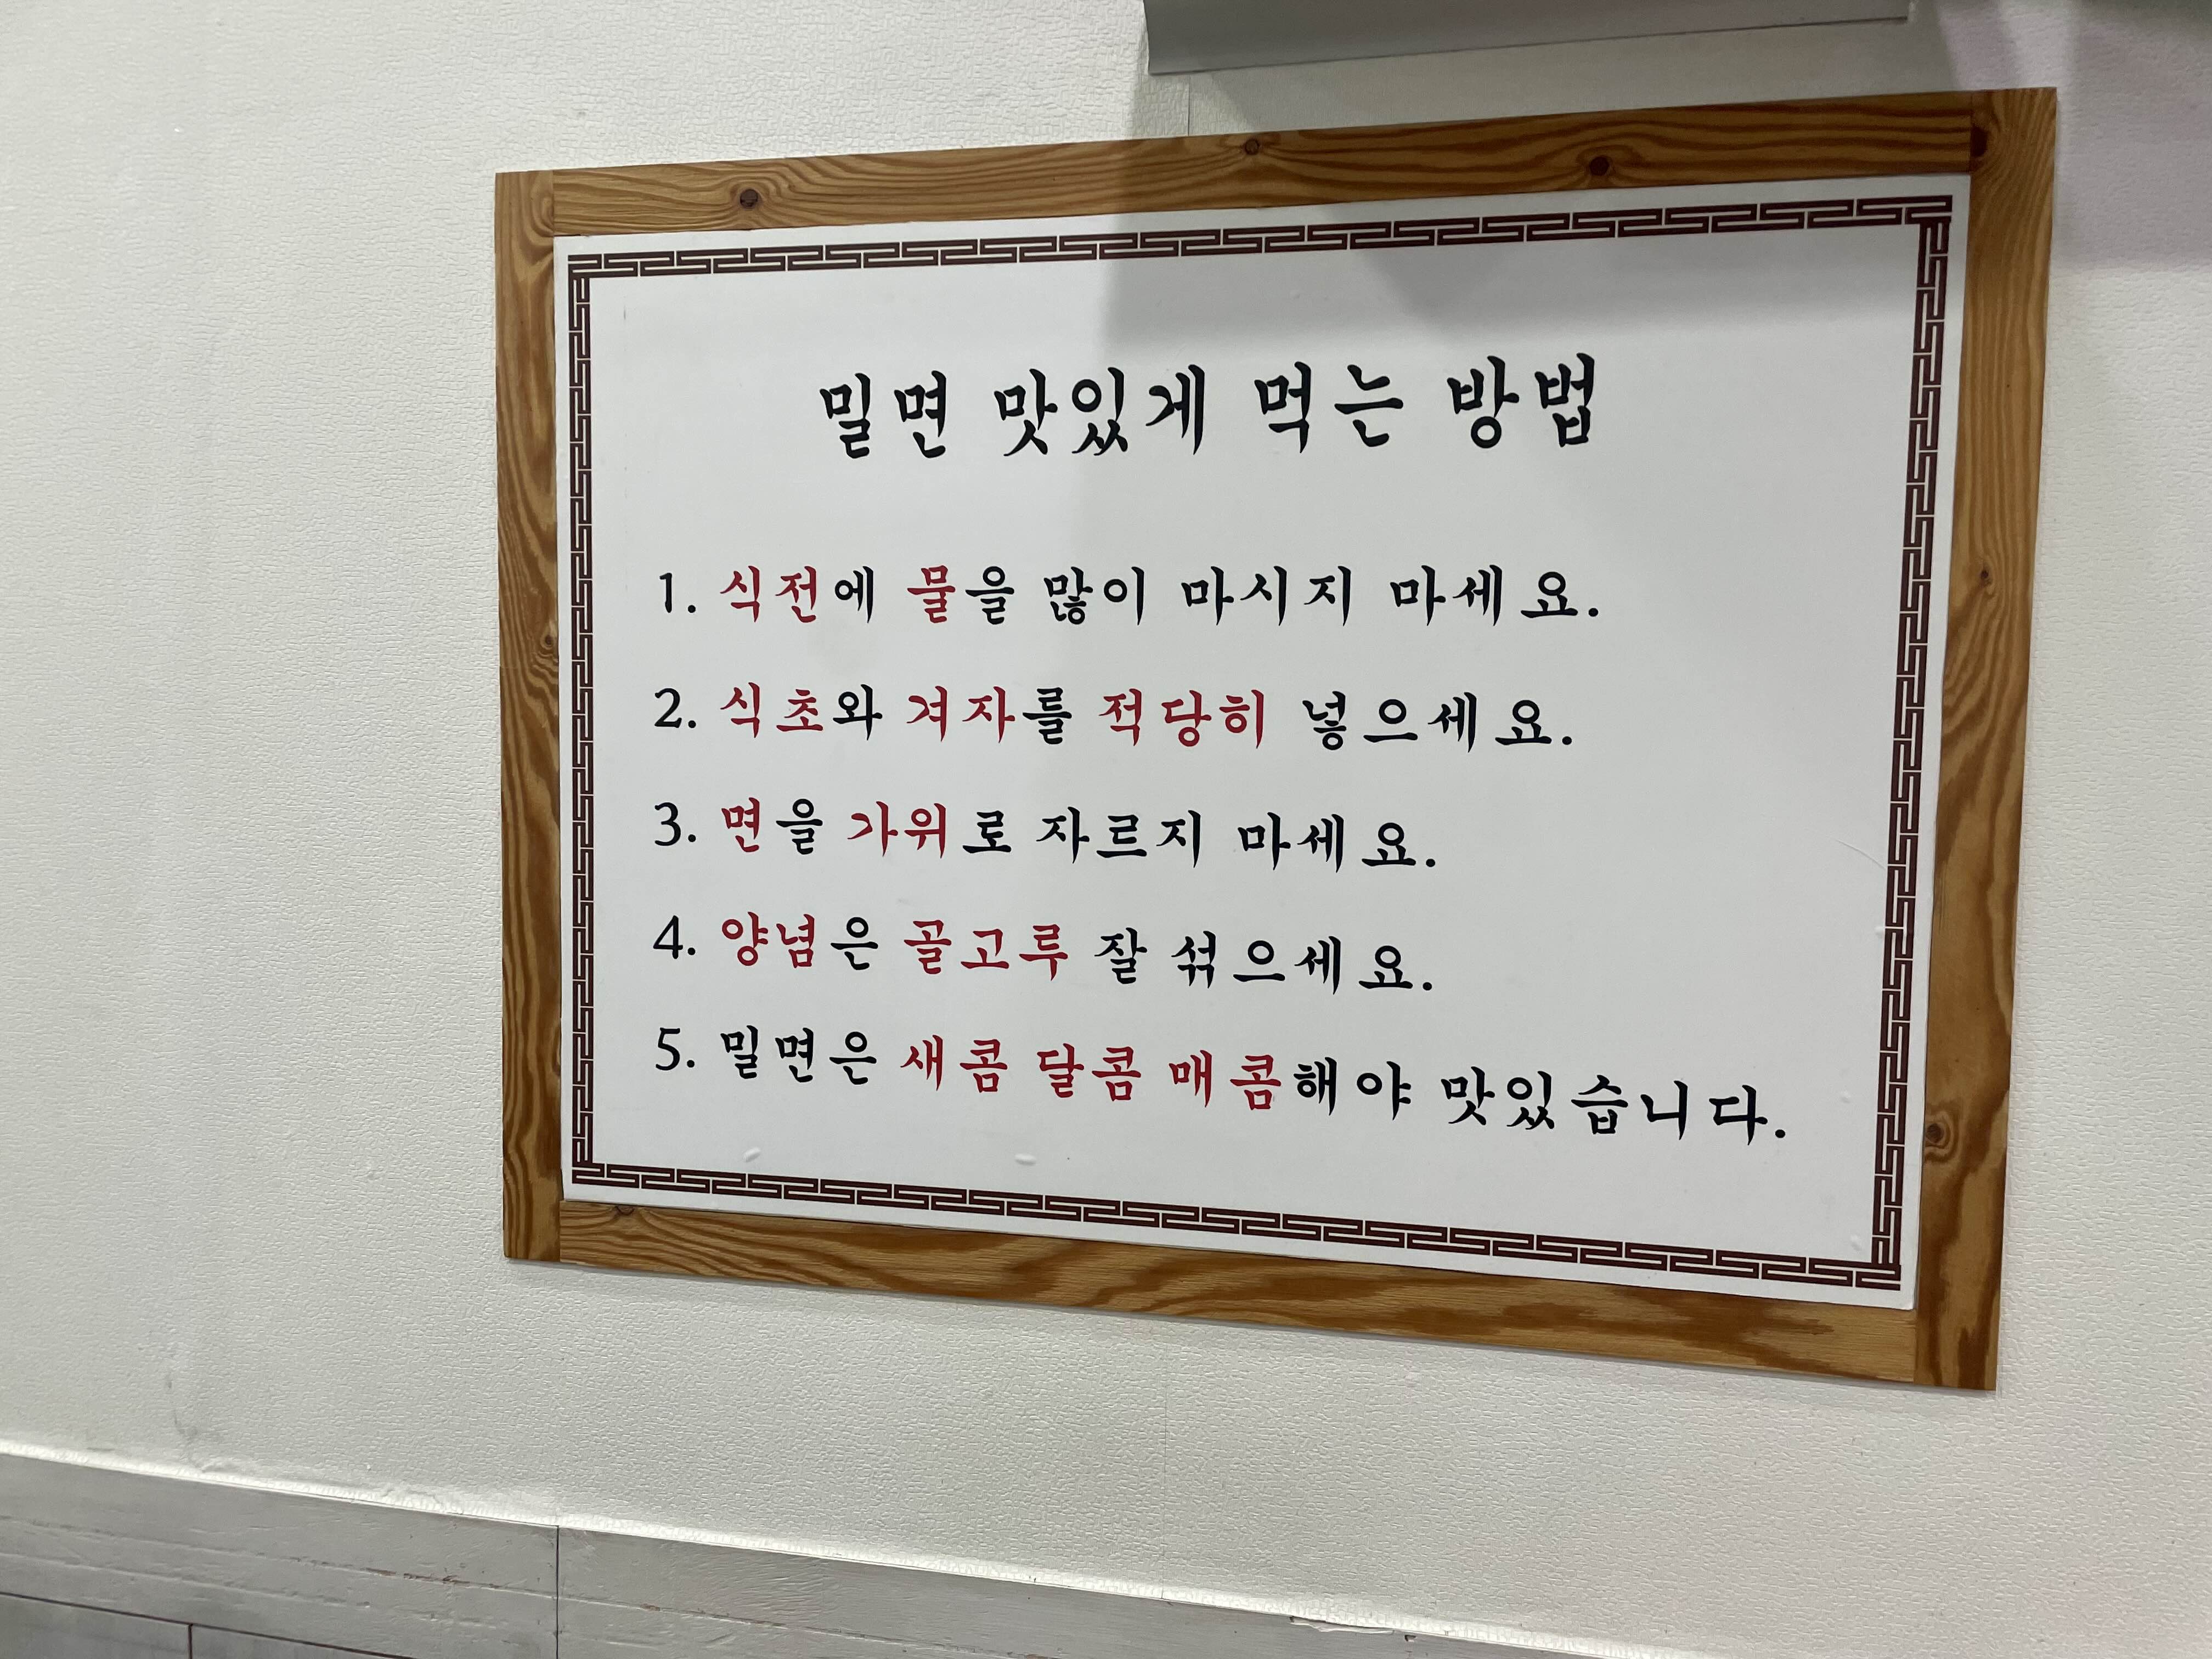 밀면 맛있게 먹는 방법
1. 식전에 물을 많이 마시지 마세요.
2. 식초와 겨자를 적당히 넣으세요.
3. 면을 가위로 자르지 마세요.
4. 양념은 골고루 잘 섞으세요.
5. 밀면은 새콤 달콤 매콤해야 맛있습니다.